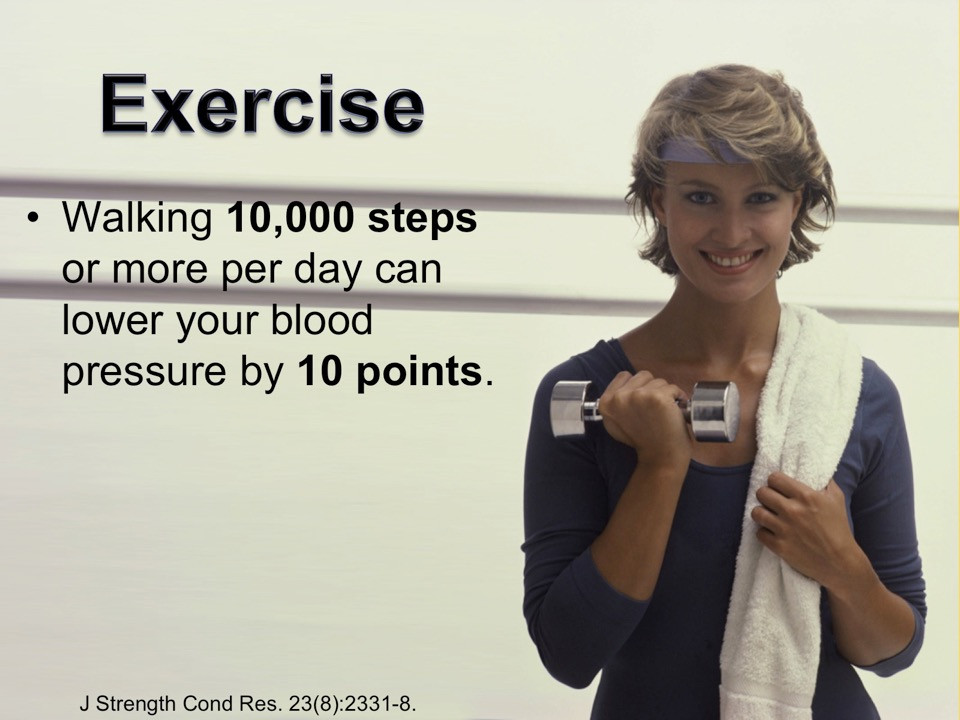 Exercise
• Walking 10,000 steps
or more per day can
lower your blood
pressure by 10 points.
J Strength Cond Res. 23(8):2331-8.